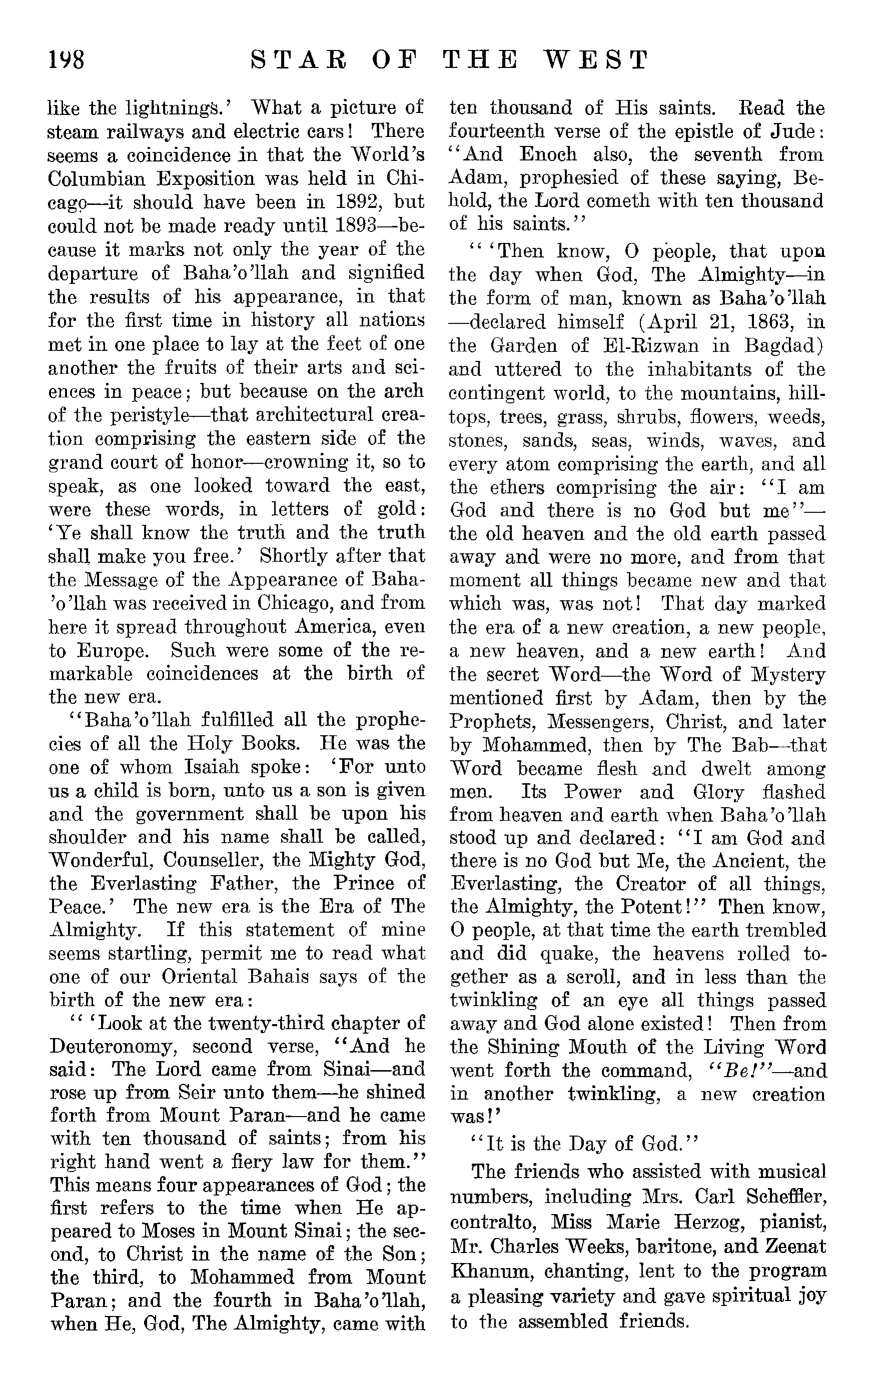 198 STAR OF THE WEST
like the lightnings.' What a picture of
steam railways and electric cars! There
seems a coincidence in that the World's
Columbian Exposition was held in Chi-
cago—it should have been in 1892, but
could not be made ready until 1893—be-
cause it marks not only the year of the
departure of Baha'o'llah and signified
the results of his appearance, in that
for the first time in history all nations
met in one place to lay at the feet of one
another the fruits of their arts and sci-
ences in peace; but because on the arch
of the peristyle—that architectural crea-
tion comprising the eastern side of the
grand court of honor—crowning it, so to
speak, as one looked toward the east,
were these words, in letters of gold:
'Ye shall know the truth and the truth
shall make you free.' Shortly after that
the Message of the Appearance of Baha-
'o'llah was received in Chicago, and from
here it spread throughout America, even
to Europe. Such were some of the re-
markable coincidences at the birth of
the new era.
"Baha'o'llah fulfilled all the prophe-
cies of all the Holy Books. He was the
one of whom Isaiah spoke: 'For unto
us a child is born, unto us a son is given
and the government shall be upon his
shoulder and his name shall be called,
Wonderful, Counseller, the Mighty God,
the Everlasting Father, the Prince of
Peace.' The new era is the Era of The
Almighty. If this statement of mine
seems startling, permit me to read what
one of our Oriental Bahais says of the
birth of the new era:
" 'Look at the twenty-third chapter of
Deuteronomy, second verse, "And he
said: The Lord came from Sinai—and
rose up from Seir unto them—he shined
forth from Mount Paran—and he came
with ten thousand of saints; from his
right hand went a fiery law for them."
This means four appearances of God; the
first refers to the time when He ap-
peared to Moses in Mount Sinai; the sec-
ond, to Christ in the name of the Son;
the third, to Mohammed from Mount
Paran; and the fourth in Baha'o'llah,
when He, God, The Almighty, came with
ten thousand of His saints. Read the
fourteenth verse of the epistle of Jude:
"And Enoch also, the seventh from
Adam, prophesied of these saying, Be-
hold, the Lord cometh with ten thousand
of his saints."
" 'Then know, O people, that upon
the day when God, The Almighty—in
the form of man, known as Baha'o'llah
—declared himself (April 21, 1863, in
the Garden of El-Rizwan in Bagdad)
and uttered to the inhabitants of the
contingent world, to the mountains, hill-
tops, trees, grass, shrubs, flowers, weeds,
stones, sands, seas, winds, waves, and
every atom comprising the earth, and all
the ethers comprising the air: "I am
God and there is no God but me"—
the old heaven and the old earth passed
away and were no more, and from that
moment all things became new and that
which was, was not! That day marked
the era of a new creation, a new people,
a new heaven, and a new earth! And
the secret Word—the Word of Mystery
mentioned first by Adam, then by the
Prophets, Messengers, Christ, and later
by Mohammed, then by The Bab—that
Word became flesh and dwelt among
men. Its Power and Glory flashed
from heaven and earth when Baha'o'llah
stood up and declared: "I am God and
there is no God but Me, the Ancient, the
Everlasting, the Creator of all things,
the Almighty, the Potent!" Then know,
O people, at that time the earth trembled
and did quake, the heavens rolled to-
gether as a scroll, and in less than the
twinkling of an eye all things passed
away and God alone existed! Then from
the Shining Mouth of the Living Word
went forth the command, "Be!"—and
in another twinkling, a new creation
was!'
"It is the Day of God."
The friends who assisted with musical
numbers, including Mrs. Carl Scheffler,
contralto, Miss Marie Herzog, pianist,
Mr. Charles Weeks, baritone, and Zeenat
Khanum, chanting, lent to the program
a pleasing variety and gave spiritual joy
to the assembled friends.